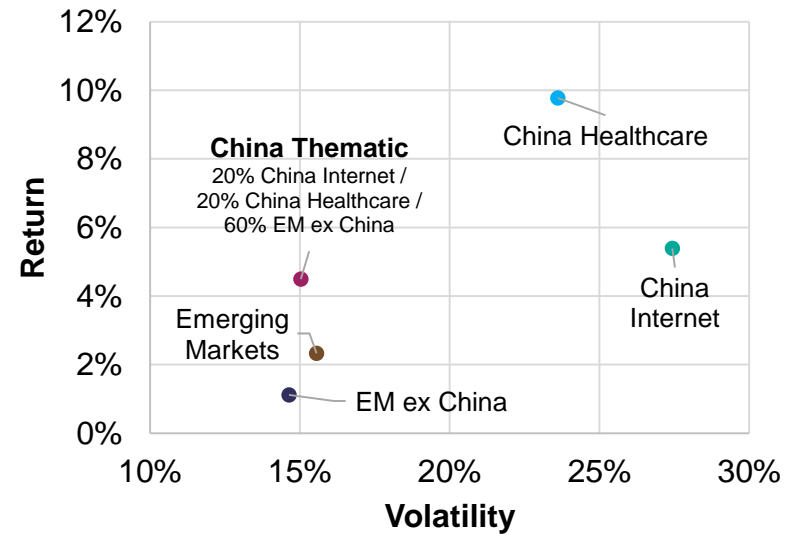 12%
10%
8%
6%
4%
2%
0%
Return
China Healthcare
China Thematic
20% China Internet /
20% China Healthcare /
60% EM ex China
China
Internet
Emerging
Markets
EM ex China
10%
15%
20%
25%
30%
Volatility